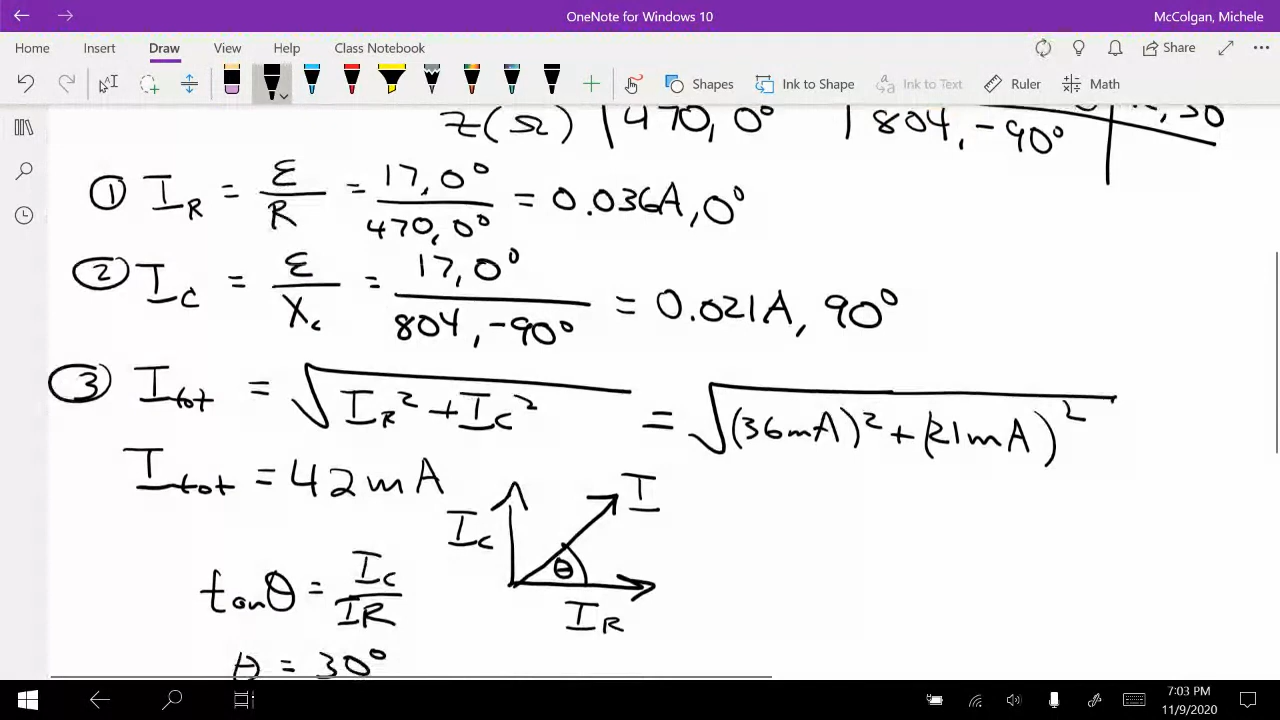 OneNote for Windows 10
McColgan, Michele
Home Insert Draw View Help Class Notebook Share
Shapes Ink to Shape Ink to Text Ruler Math
Z(Ω) | 470, 0° | 804, -90° | , 30
① I_R = ε/R = 17, 0° / 470, 0° = 0.036A, 0°
② I_C = ε/X_c = 17, 0° / 804, -90° = 0.021A, 90°
③ I_tot = √(I_R² + I_C²) = √((36mA)² + (21mA)²)
I_tot = 42mA
I
I_C
θ
tanθ = I_C/I_R
I_R
θ = 30°
7:03 PM
11/9/2020